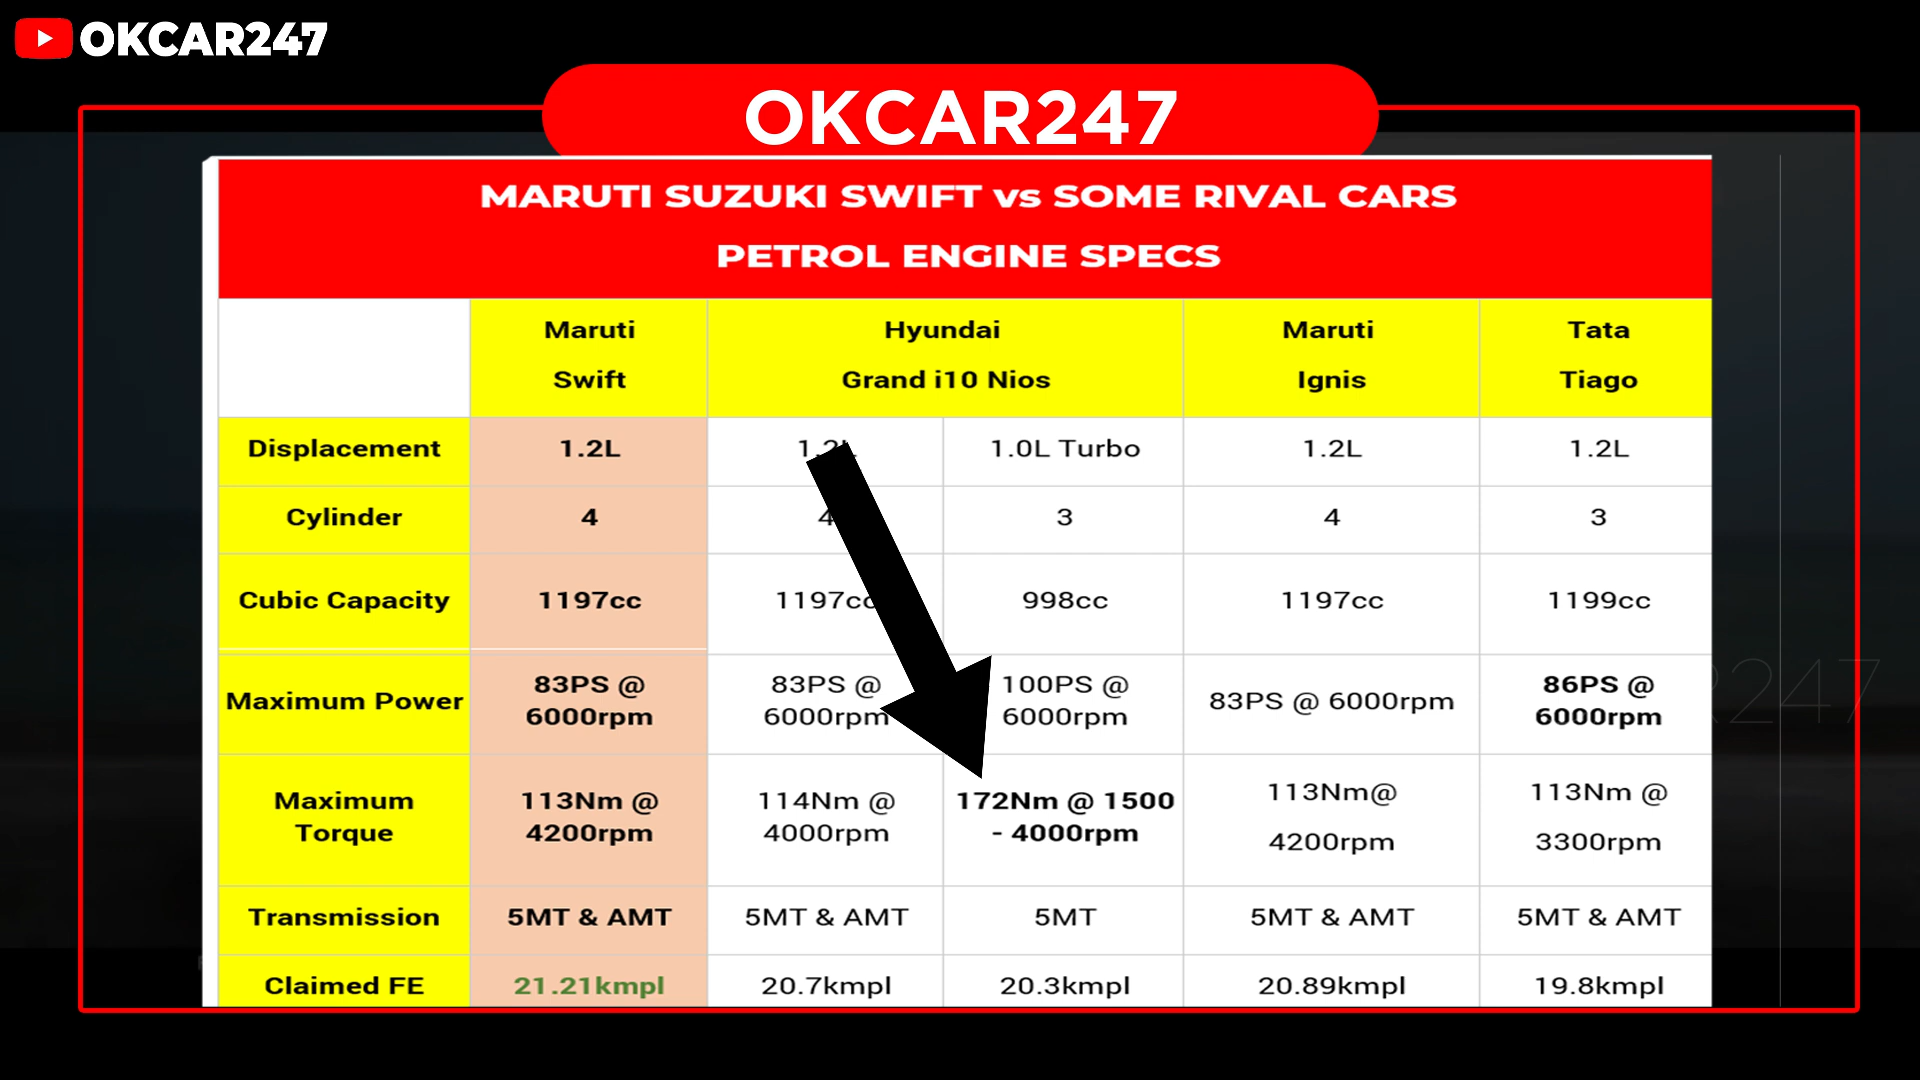 OKCAR247
OKCAR247
MARUTI SUZUKI SWIFT vs SOME RIVAL CARS
PETROL ENGINE SPECS
Maruti Swift
Hyundai Grand i10 Nios
Maruti Ignis
Tata Tiago
Displacement 1.2L 1.2L 1.0L Turbo 1.2L 1.2L
Cylinder 4 4 3 4 3
Cubic Capacity 1197cc 1197cc 998cc 1197cc 1199cc
Maximum Power 83PS @ 6000rpm 83PS @ 6000rpm 100PS @ 6000rpm 83PS @ 6000rpm 86PS @ 6000rpm
Maximum Torque 113Nm @ 4200rpm 114Nm @ 4000rpm 172Nm @ 1500 - 4000rpm 113Nm@ 4200rpm 113Nm @ 3300rpm
Transmission 5MT & AMT 5MT & AMT 5MT 5MT & AMT 5MT & AMT
Claimed FE 21.21kmpl 20.7kmpl 20.3kmpl 20.89kmpl 19.8kmpl